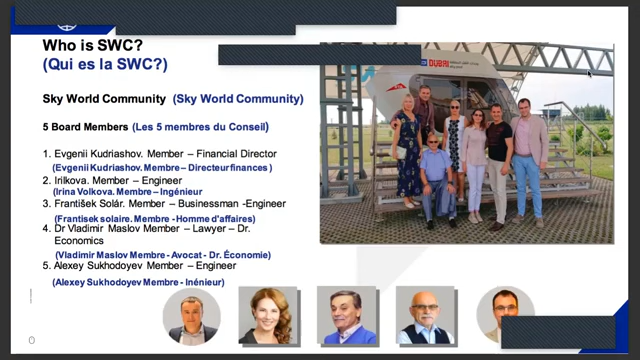 Who is SWC?
(Qui es la SWC?)
Sky World Community (Sky World Community)
5 Board Members (Les 5 membres du Conseil)
1. Evgenii Kudriashov. Member – Financial Director
(Evgenii Kudriashov. Membre – Directeur finances )
2. Irilkova. Member – Engineer
(Irina Volkova. Membre – Ingénieur
3. František Solár. Member – Businessman -Engineer
(Frantisek solaire. Membre -Homme d'affaires)
4. Dr Vladimir Maslov Member – Lawyer – Dr.
Economics
(Vladimir Maslov Membre - Avocat - Dr. Économie)
5. Alexey Sukhodoyev Member – Engineer
(Alexey Sukhodoyev Membre - Inénieur)
DUBAI